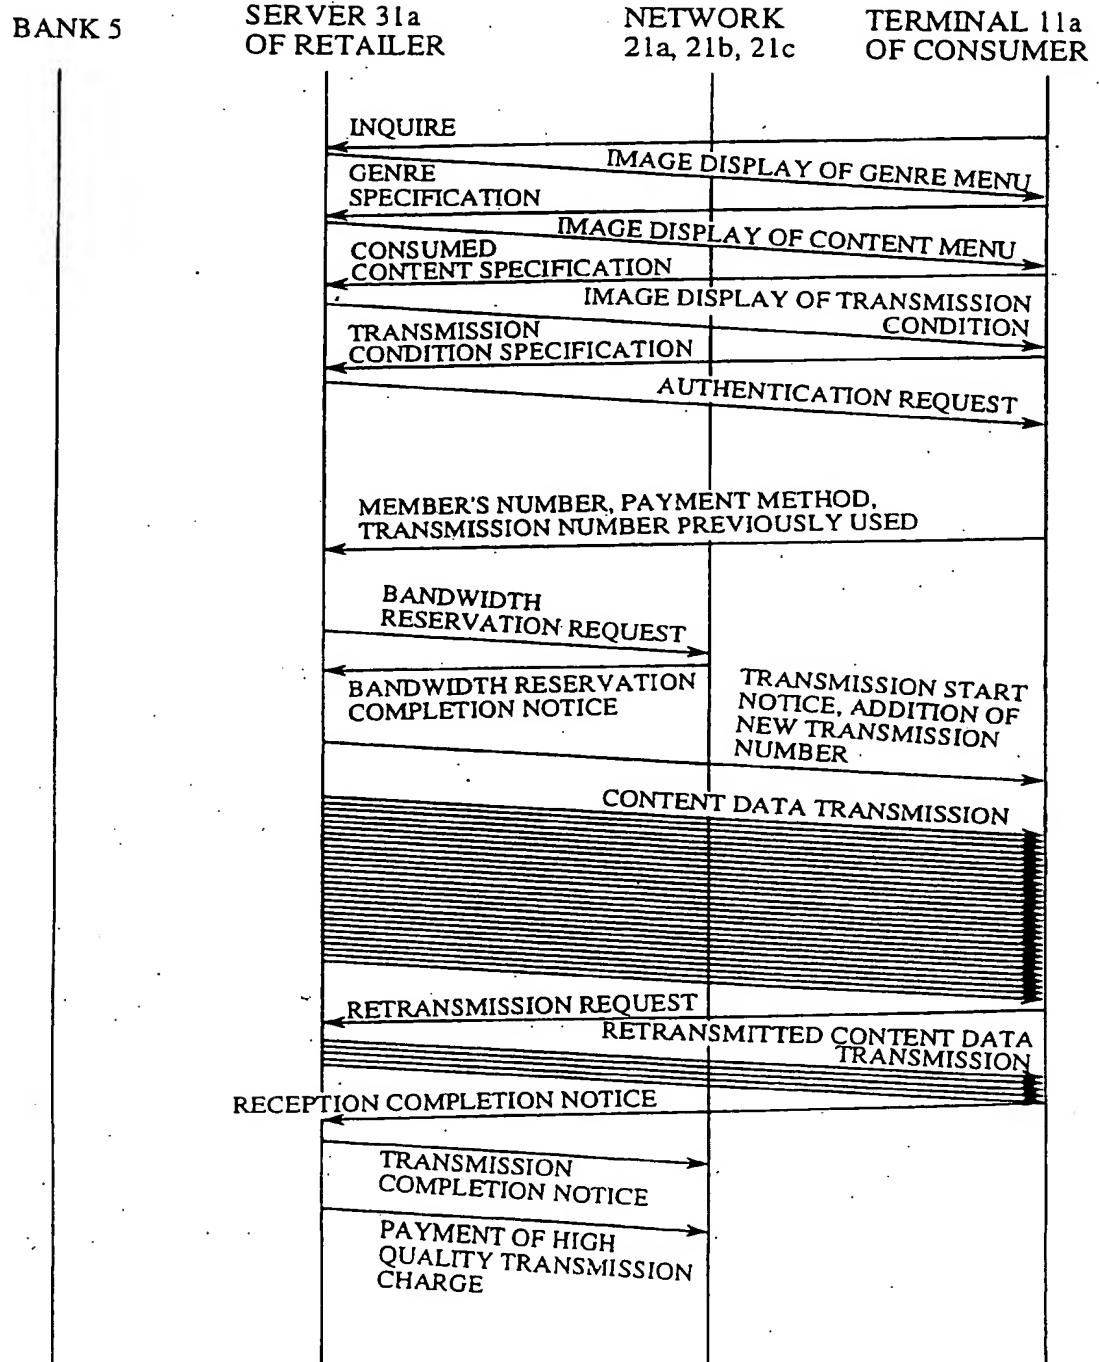 BANK 5
SERVER 31a
OF RETAILER
NETWORK
21a, 21b, 21c
TERMINAL 11a
OF CONSUMER
INQUIRE
IMAGE DISPLAY OF GENRE MENU
GENRE
SPECIFICATION
IMAGE DISPLAY OF CONTENT MENU
CONSUMED
CONTENT SPECIFICATION
IMAGE DISPLAY OF TRANSMISSION
CONDITION
TRANSMISSION
CONDITION SPECIFICATION
AUTHENTICATION REQUEST
MEMBER'S NUMBER, PAYMENT METHOD,
TRANSMISSION NUMBER PREVIOUSLY USED
BANDWIDTH
RESERVATION REQUEST
BANDWIDTH RESERVATION
COMPLETION NOTICE
TRANSMISSION START
NOTICE, ADDITION OF
NEW TRANSMISSION
NUMBER
CONTENT DATA TRANSMISSION
RETRANSMISSION REQUEST
RETRANSMITTED CONTENT DATA
TRANSMISSION
RECEPTION COMPLETION NOTICE
TRANSMISSION
COMPLETION NOTICE
PAYMENT OF HIGH
QUALITY TRANSMISSION
CHARGE